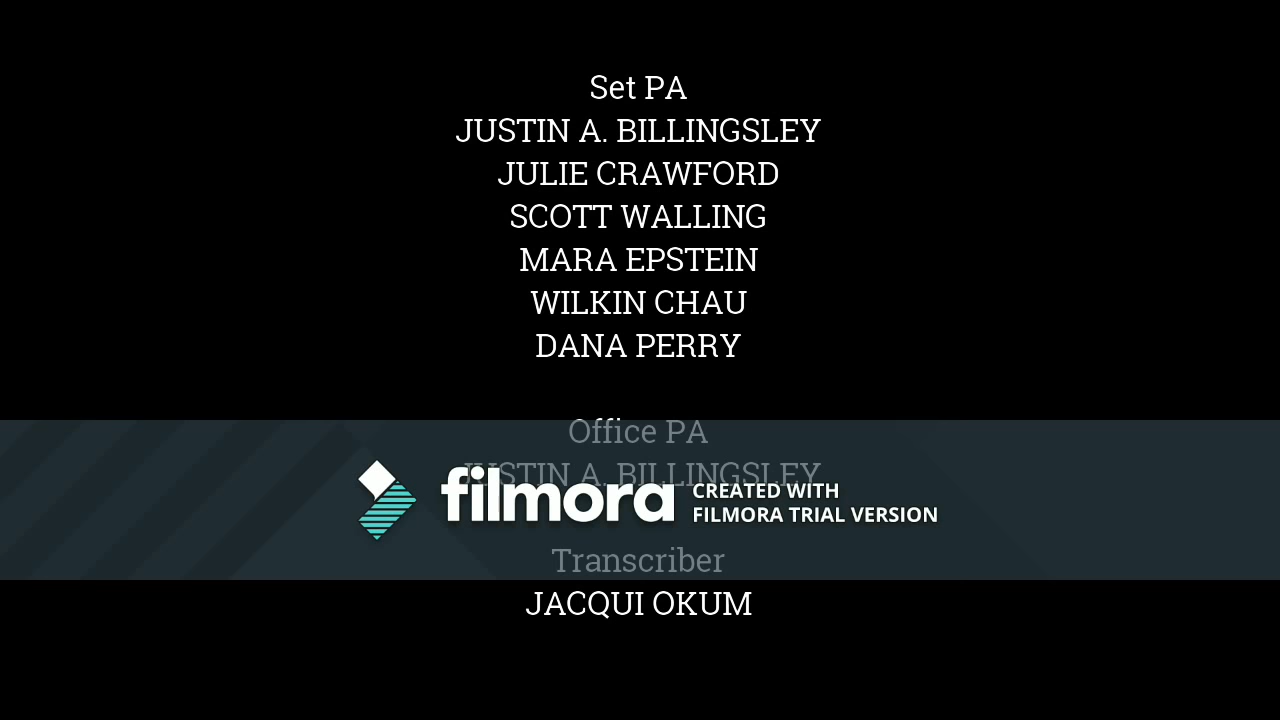 Set PA
JUSTIN A. BILLINGSLEY
JULIE CRAWFORD
SCOTT WALLING
MARA EPSTEIN
WILKIN CHAU
DANA PERRY
Office PA
JUSTIN A. BILLINGSLEY
filmora
CREATED WITH
FILMORA TRIAL VERSION
Transcriber
JACQUI OKUM